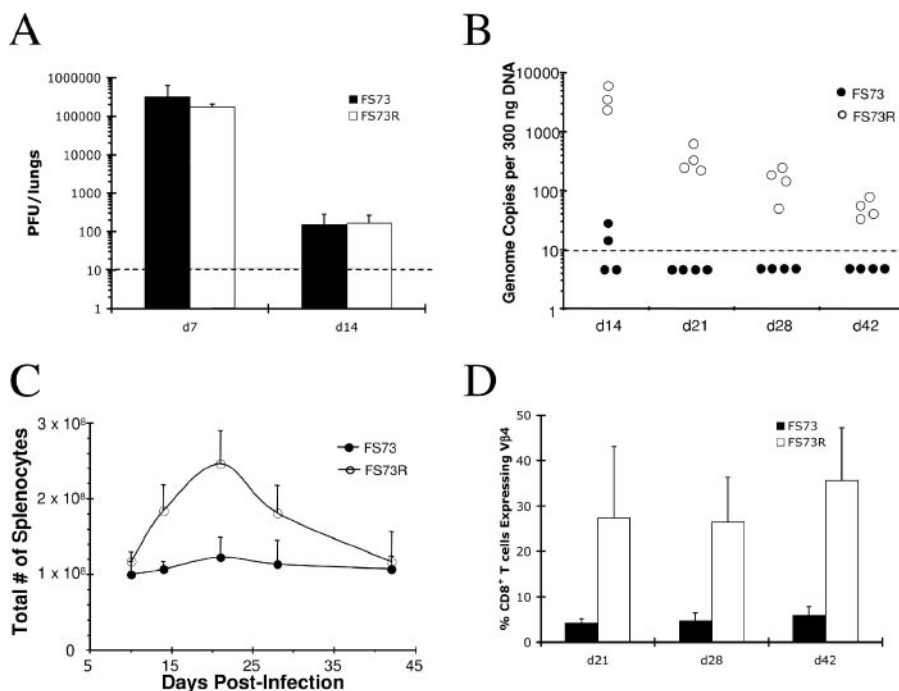 A
PFU/lungs
1000000
100000
10000
1000
100
10
1
d7
d14
FS73
FS73R
B
Genome Copies per 300 ng DNA
10000
1000
100
10
1
d14
d21
d28
d42
FS73
FS73R
C
Total # of Splenocytes
3 x 10⁸
2 x 10⁸
1 x 10⁸
0
5
15
25
35
45
Days Post-Infection
FS73
FS73R
D
% CD8⁺ T cells Expressing Vβ4
50
40
30
20
10
0
d21
d28
d42
FS73
FS73R